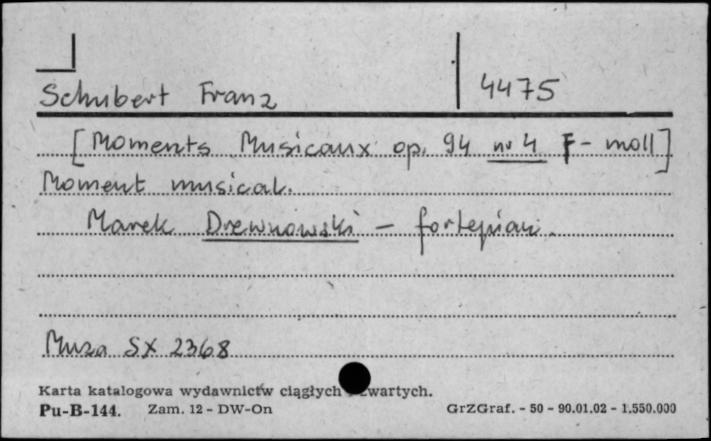 Schubert Franz 4475
[Moments Musicaux op. 94 nr 4 F-moll]
Moment musical.
Marek Drewnowski - fortepian.
Muza SX 2368
Karta katalogowa wydawnictw ciągłych zwartych.
Pu-B-144. Zam. 12 - DW-On GrZGraf. - 50 - 90.01.02 - 1.550.000